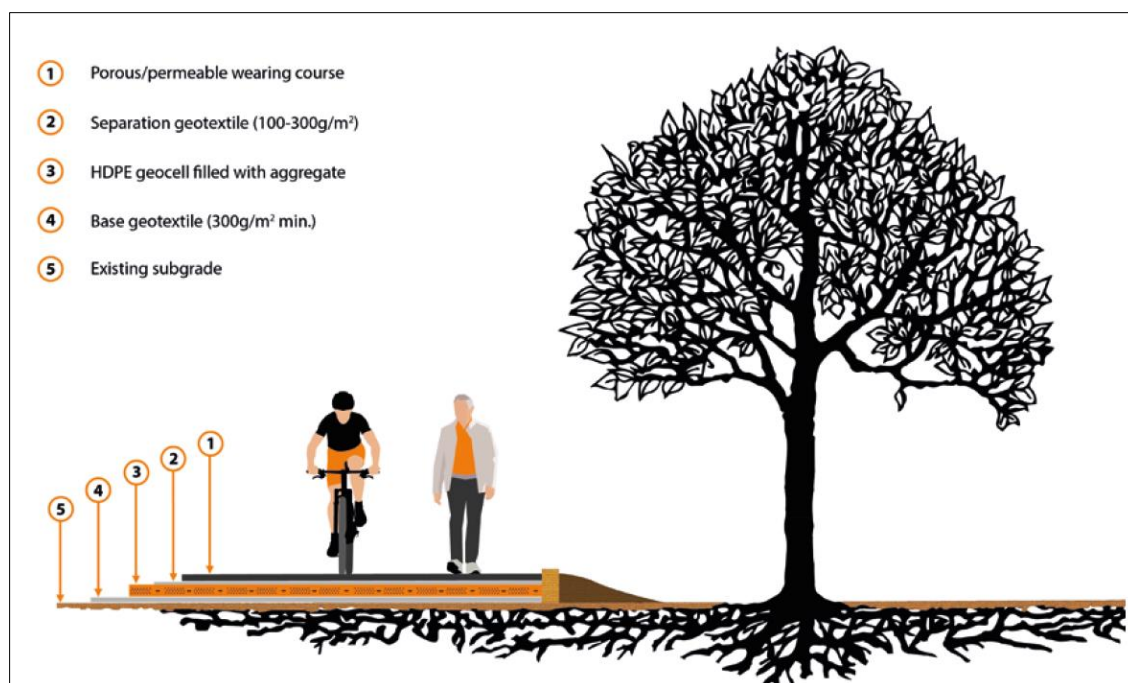 1 Porous/permeable wearing course
2 Separation geotextile (100-300g/m²)
3 HDPE geocell filled with aggregate
4 Base geotextile (300g/m² min.)
5 Existing subgrade
1
2
3
4
5